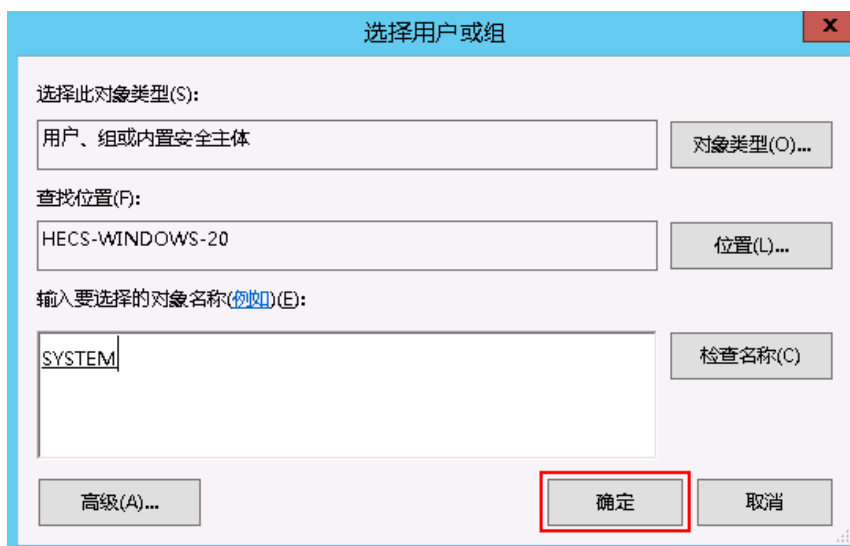 选择用户或组
x
选择此对象类型(S):
用户、组或内置安全主体
对象类型(O)...
查找位置(F):
HECS-WINDOWS-20
位置(L)...
输入要选择的对象名称(例如)(E):
SYSTEM
检查名称(C)
高级(A)...
确定
取消